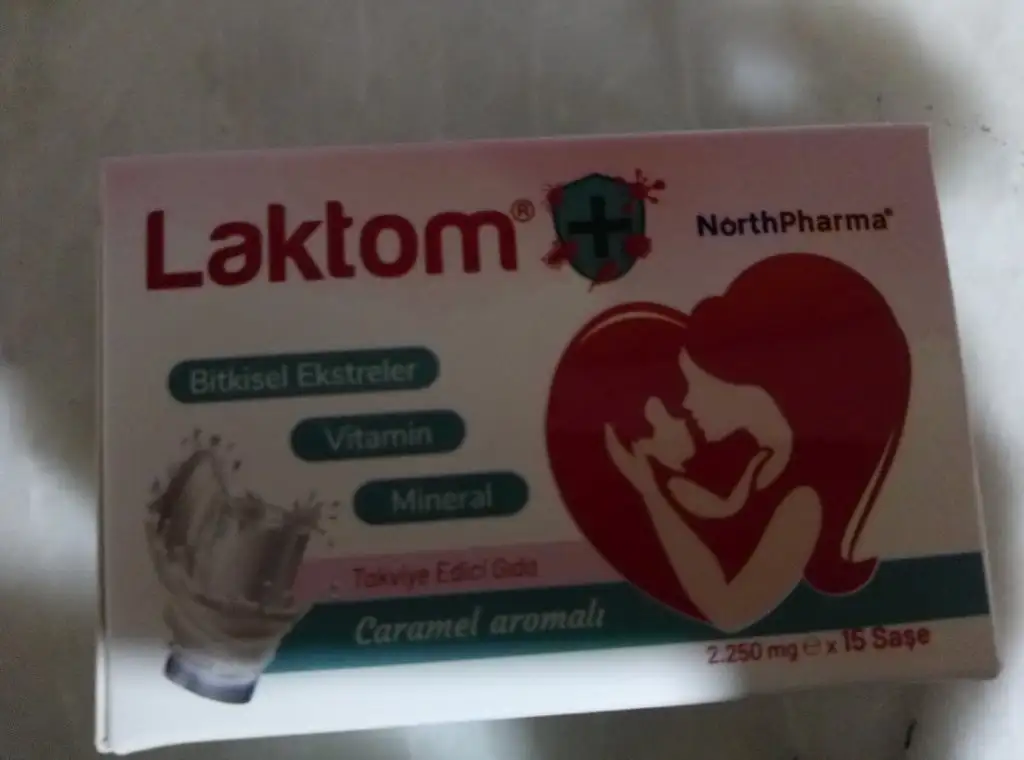 Laktom®
NorthPharma®
Bitkisel Ekstreler
Vitamin
Mineral
Takviye Edici Gıda
Caramel aromalı
2.250 mg ℮ x 15 Saşe